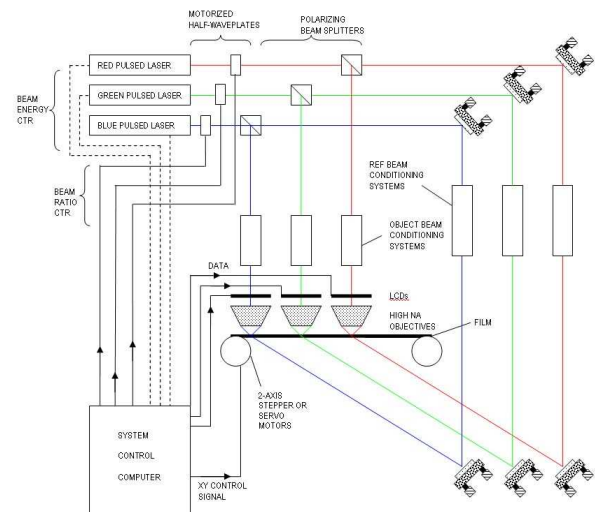 MOTORIZED
HALF-WAVEPLATES
POLARIZING
BEAM SPLITTERS
RED PULSED LASER
GREEN PULSED LASER
BLUE PULSED LASER
BEAM
ENERGY
CTR.
BEAM
RATIO
CTR.
REF BEAM
CONDITIONING
SYSTEMS
OBJECT BEAM
CONDITIONING
SYSTEMS
DATA
LCDs
HIGH NA
OBJECTIVES
FILM
2-AXIS
STEPPER OR
SERVO
MOTORS
SYSTEM
CONTROL
COMPUTER
XY CONTROL
SIGNAL